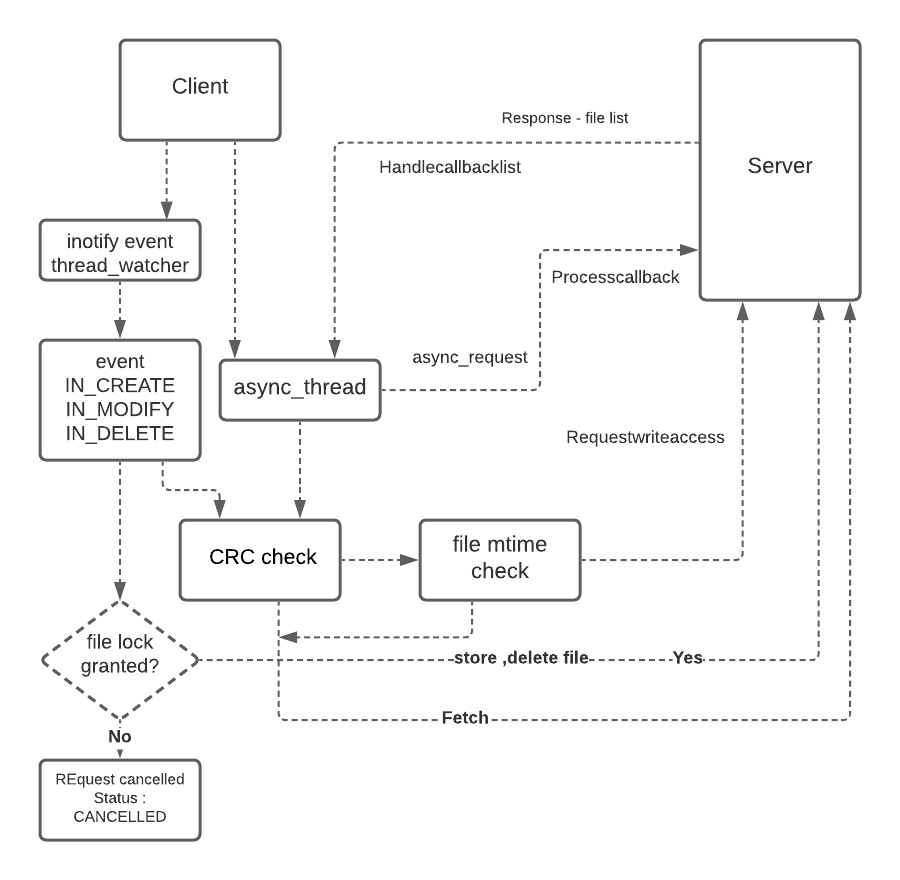 Client
Response - file list
Server
Handlecallbacklist
inotify event
thread_watcher
Processcallback
event
IN_CREATE
IN_MODIFY
IN_DELETE
async_thread
async_request
Requestwriteaccess
CRC check
file mtime
check
file lock
granted?
store ,delete file
Yes
Fetch
No
REquest cancelled
Status :
CANCELLED